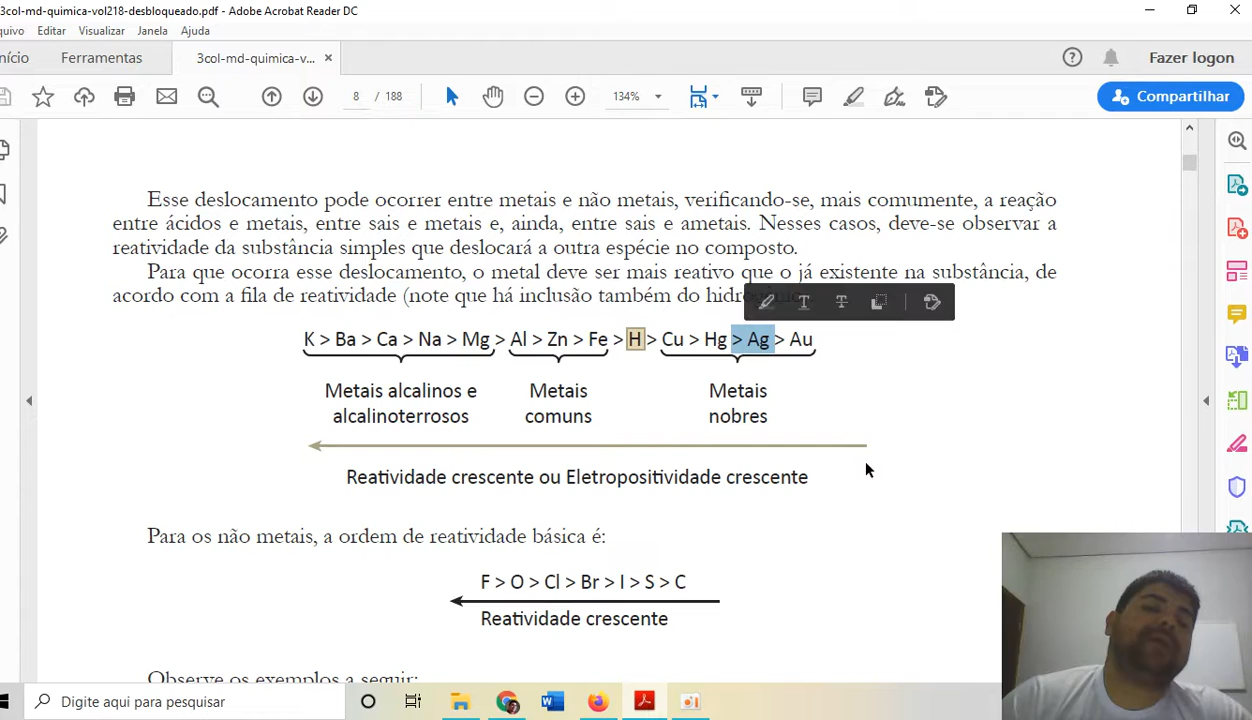 3col-md-quimica-vol218-desbloqueado.pdf - Adobe Acrobat Reader DC
Editar Visualizar Janela Ajuda
Ferramentas 3col-md-quimica-v... × Fazer logon
8 / 188 134% Compartilhar
Esse deslocamento pode ocorrer entre metais e não metais, verificando-se, mais comumente, a reação
entre ácidos e metais, entre sais e metais e, ainda, entre sais e ametais. Nesses casos, deve-se observar a
reatividade da substância simples que deslocará a outra espécie no composto.
Para que ocorra esse deslocamento, o metal deve ser mais reativo que o já existente na substância, de
acordo com a fila de reatividade (note que há inclusão também do
K > Ba > Ca > Na > Mg > Al > Zn > Fe > H > Cu > Hg > Ag > Au
Metais alcalinos e
alcalinoterrosos
Metais
comuns
Metais
nobres
Reatividade crescente ou Eletropositividade crescente
Para os não metais, a ordem de reatividade básica é:
F > O > Cl > Br > I > S > C
Reatividade crescente
Observe os exemplos a seguir:
Digite aqui para pesquisar